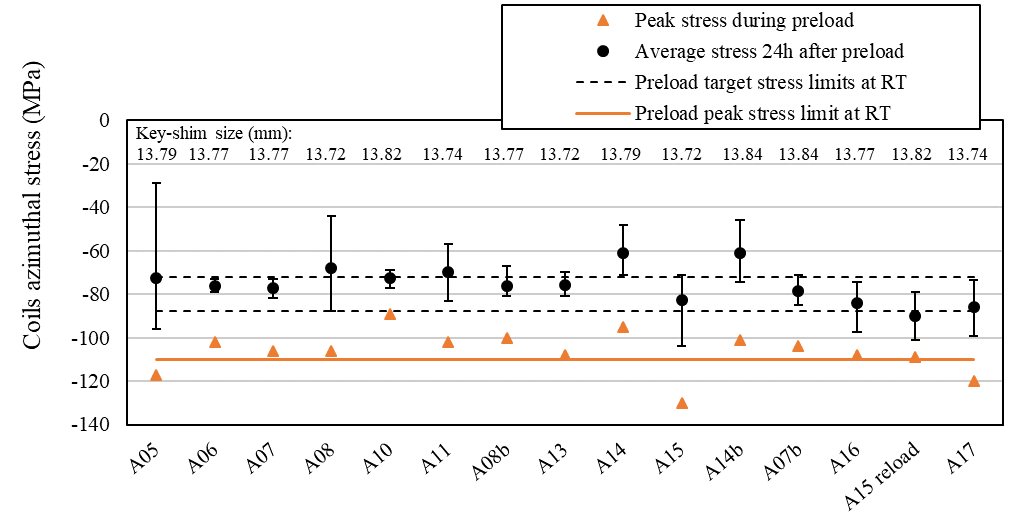 Peak stress during preload
Average stress 24h after preload
Preload target stress limits at RT
Preload peak stress limit at RT
Coils azimuthal stress (MPa)
0
-20
-40
-60
-80
-100
-120
-140
Key-shim size (mm):
13.79 13.77 13.77 13.72 13.82 13.74 13.77 13.72 13.79 13.72 13.84 13.84 13.77 13.82 13.74
A05 A06 A07 A08 A10 A11 A08b A13 A14 A15 A14b A07b A16 A15 reload A17